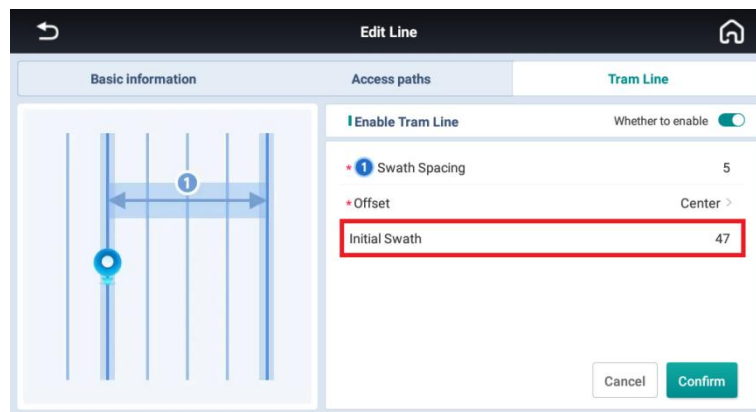 Edit Line
Basic information Access paths Tram Line
Enable Tram Line Whether to enable
* 1 Swath Spacing 5
1
* Offset Center >
Initial Swath 47
Cancel Confirm